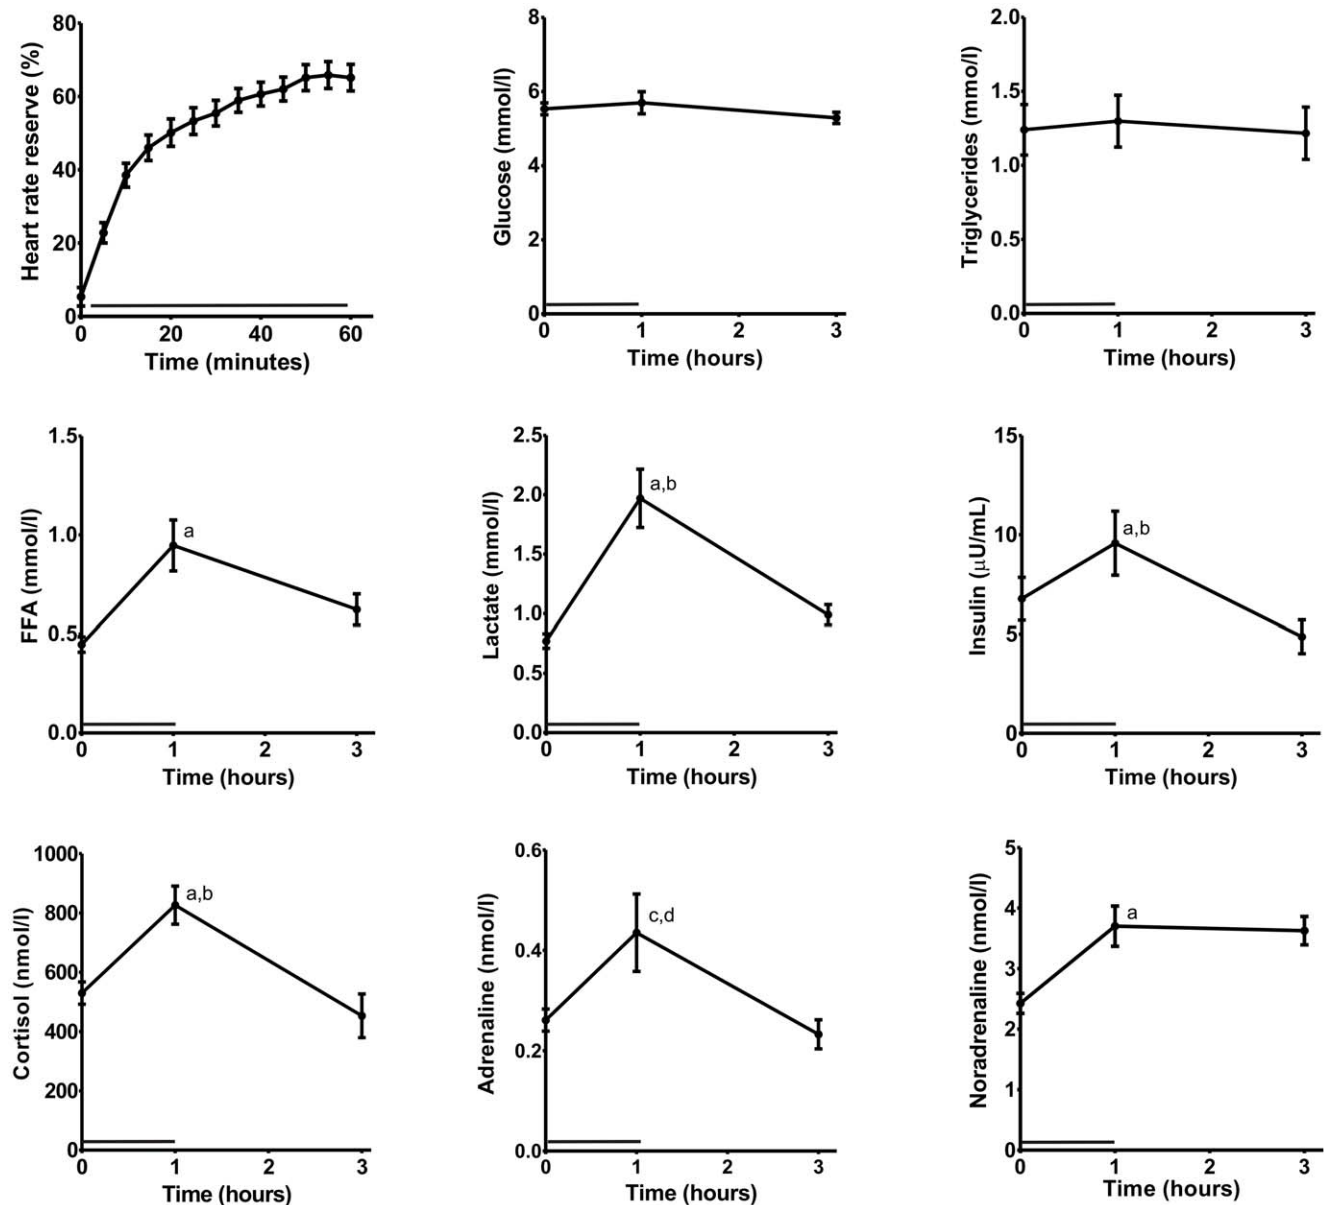 Heart rate reserve (%)
80
60
40
20
0
0 20 40 60
Time (minutes)
Glucose (mmol/l)
8
6
4
2
0
0 1 2 3
Time (hours)
Triglycerides (mmo/l)
2.0
1.5
1.0
0.5
0.0
0 1 2 3
Time (hours)
FFA (mmol/l)
1.5
1.0
0.5
0.0
a
0 1 2 3
Time (hours)
Lactate (mmol/l)
2.5
2.0
1.5
1.0
0.5
0.0
a,b
0 1 2 3
Time (hours)
Insulin (μU/mL)
15
10
5
0
a,b
0 1 2 3
Time (hours)
Cortisol (nmol/l)
1000
800
600
400
200
0
a,b
0 1 2 3
Time (hours)
Adrenaline (nmol/l)
0.6
0.4
0.2
0.0
c,d
0 1 2 3
Time (hours)
Noradrenaline (nmol/l)
5
4
3
2
1
0
a
0 1 2 3
Time (hours)